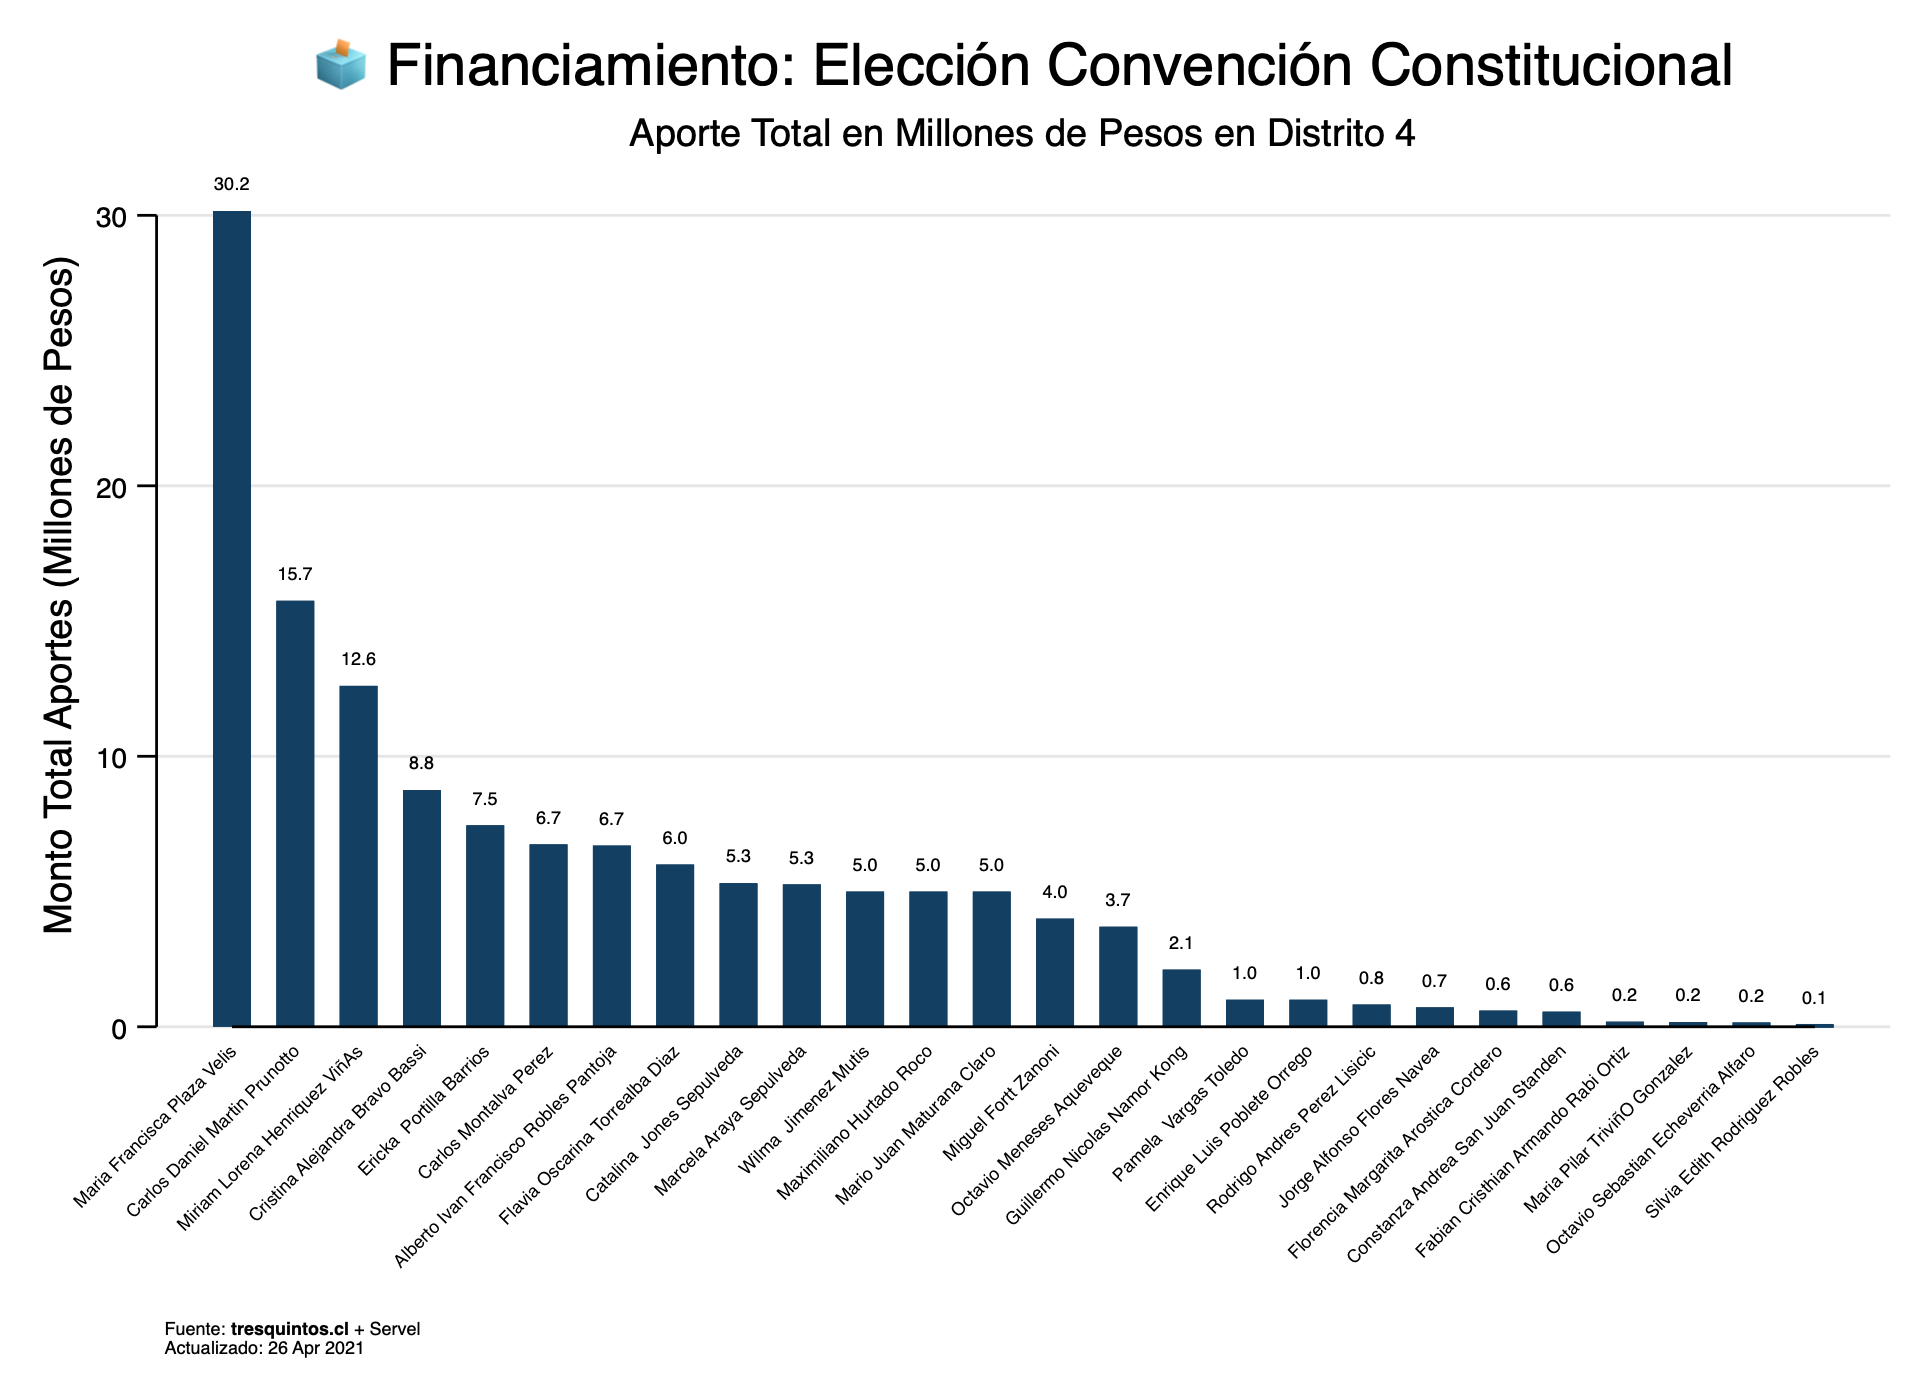 Financiamiento: Elección Convención Constitucional
Aporte Total en Millones de Pesos en Distrito 4
Monto Total Aportes (Millones de Pesos)
30
20
10
0
30.2
15.7
12.6
8.8
7.5
6.7
6.7
6.0
5.3
5.3
5.0
5.0
5.0
4.0
3.7
2.1
1.0
1.0
0.8
0.7
0.6
0.6
0.2
0.2
0.2
0.1
Maria Francisca Plaza Velis
Carlos Daniel Martin Prunotto
Miriam Lorena Henriquez ViñAs
Cristina Alejandra Bravo Bassi
Ericka  Portilla Barrios
Carlos Montalva Perez
Alberto Ivan Francisco Robles Pantoja
Flavia Oscarina Torrealba Diaz
Catalina  Jones Sepulveda
Marcela Araya Sepulveda
Wilma  Jimenez Mutis
Maximiliano Hurtado Roco
Mario Juan Maturana Claro
Miguel Fortt Zanoni
Octavio Meneses Aqueveque
Guillermo Nicolas Namor Kong
Pamela  Vargas Toledo
Enrique Luis Poblete Orrego
Rodrigo Andres Perez Lisicic
Jorge Alfonso Flores Navea
Florencia Margarita Arostica Cordero
Constanza Andrea San Juan Standen
Fabian Cristhian Armando Rabi Ortiz
Maria Pilar TriviñO Gonzalez
Octavio Sebastian Echeverria Alfaro
Silvia Edith Rodriguez Robles
Fuente: tresquintos.cl + Servel
Actualizado: 26 Apr 2021